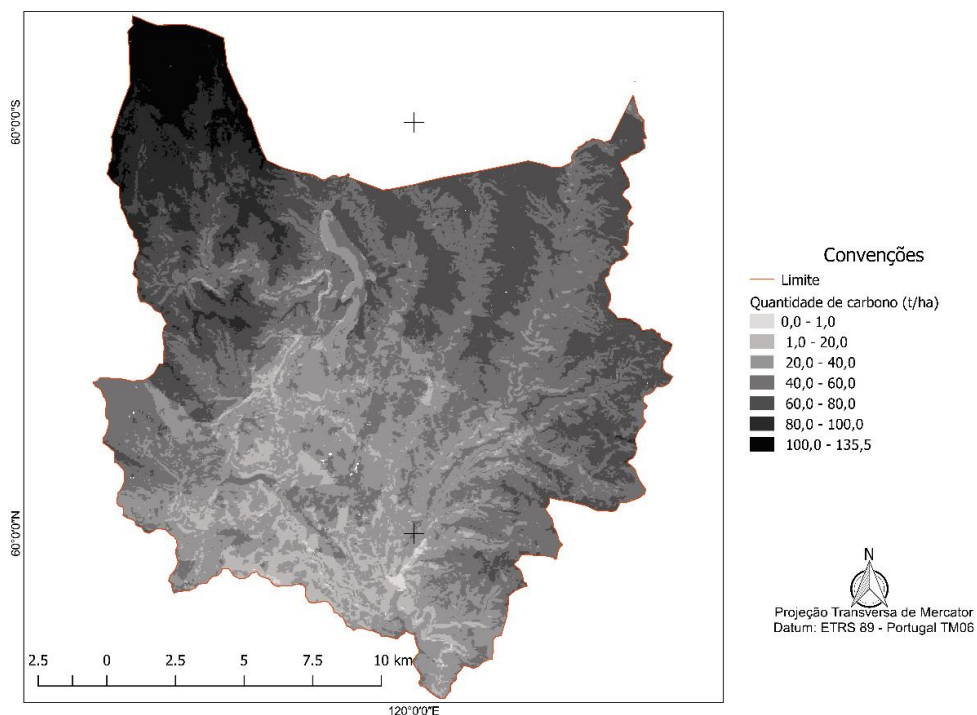 60°0'0"S
60°0'0"N
120°0'0"E
2.5 0 2.5 5 7.5 10 km
Convenções
Limite
Quantidade de carbono (t/ha)
0,0 - 1,0
1,0 - 20,0
20,0 - 40,0
40,0 - 60,0
60,0 - 80,0
80,0 - 100,0
100,0 - 135,5
N
Projeção Transversa de Mercator
Datum: ETRS 89 - Portugal TM06